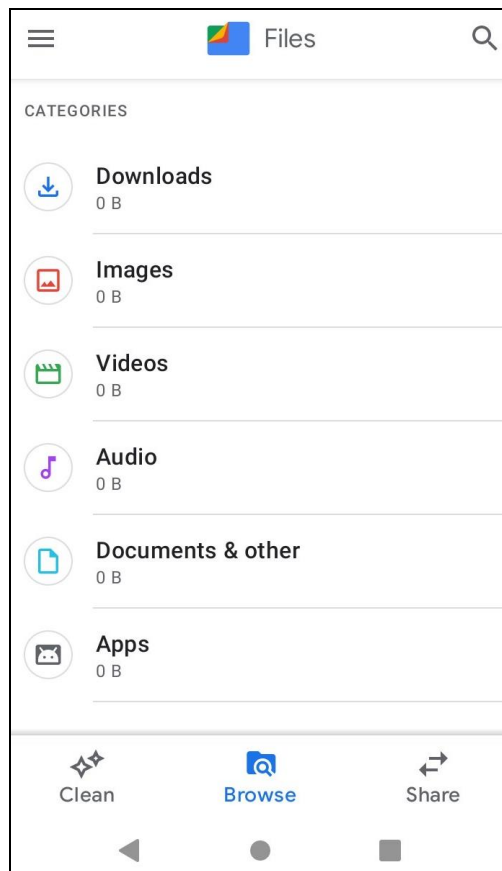 Files
CATEGORIES
Downloads
0 B
Images
0 B
Videos
0 B
Audio
0 B
Documents & other
0 B
Apps
0 B
Clean
Browse
Share